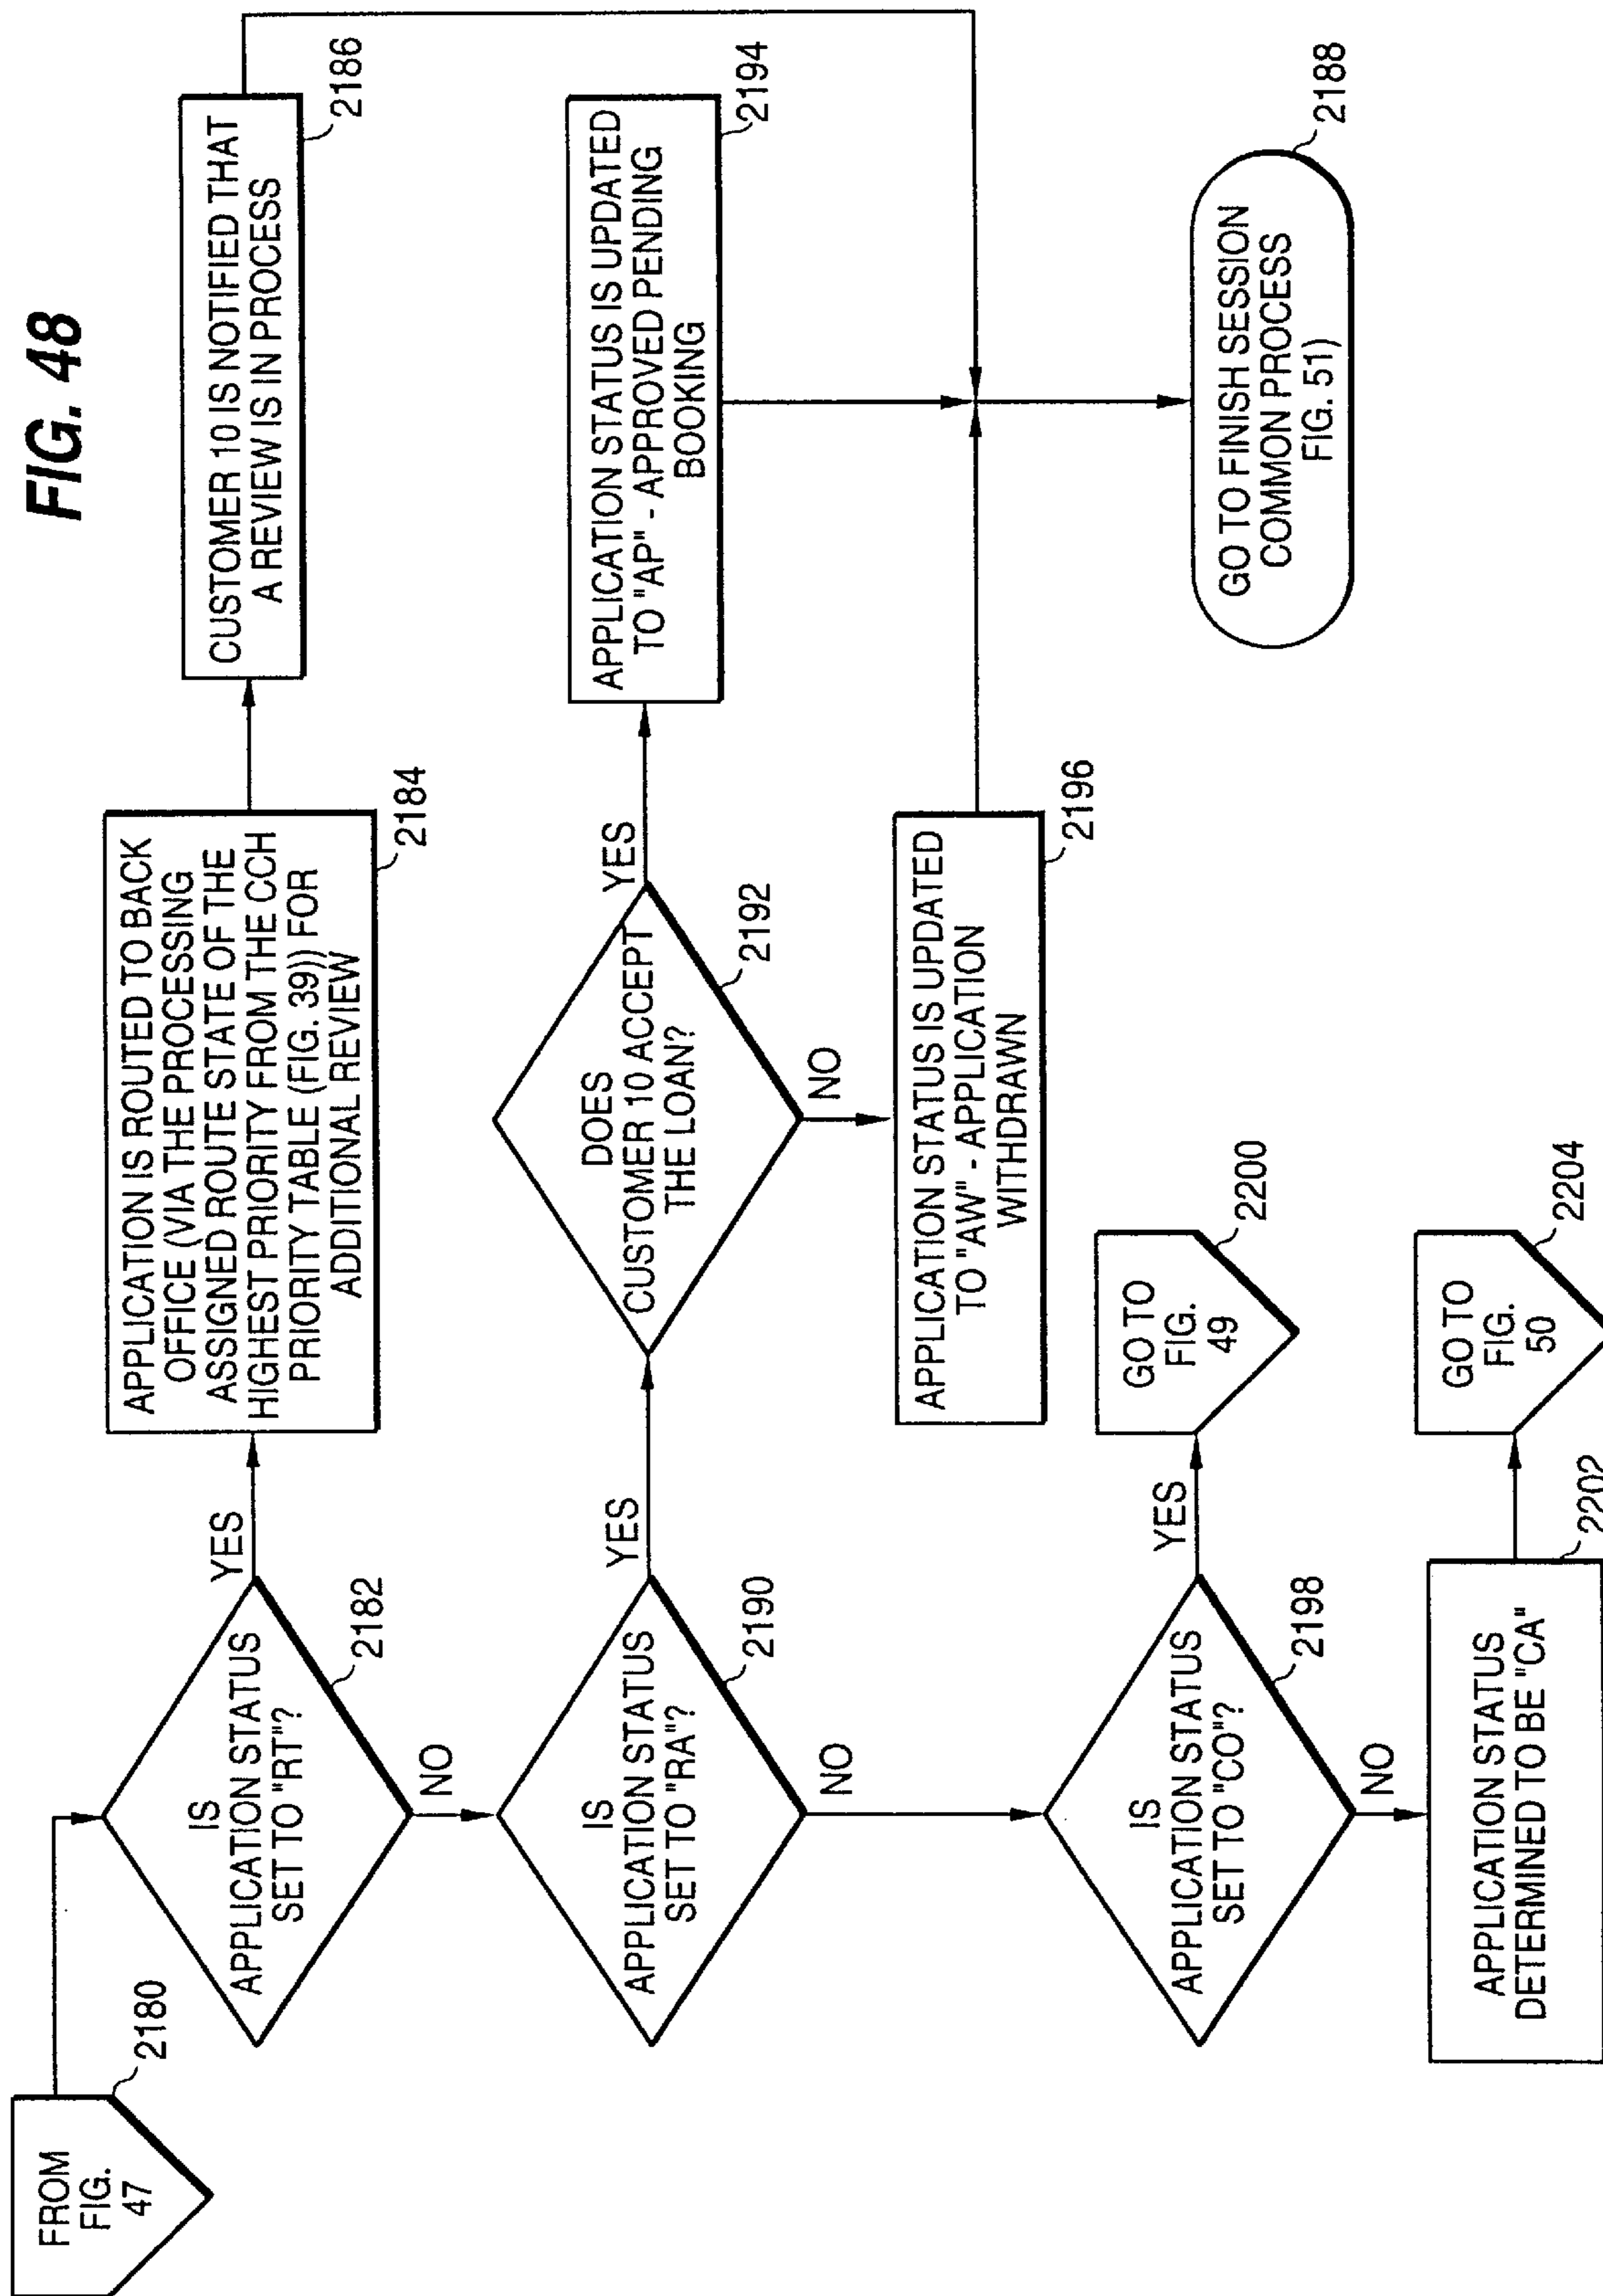 FIG. 48
FROM
FIG.
47
2180
IS
APPLICATION STATUS
SET TO "RT"?
2182
YES
NO
APPLICATION IS ROUTED TO BACK
OFFICE (VIA THE PROCESSING
ASSIGNED ROUTE STATE OF THE
HIGHEST PRIORITY FROM THE CCH
PRIORITY TABLE (FIG. 39)) FOR
ADDITIONAL REVIEW
2184
CUSTOMER 10 IS NOTIFIED THAT
A REVIEW IS IN PROCESS
2186
IS
APPLICATION STATUS
SET TO "RA"?
2190
YES
NO
DOES
CUSTOMER 10 ACCEPT
THE LOAN?
2192
YES
NO
APPLICATION STATUS IS UPDATED
TO "AP" - APPROVED PENDING
BOOKING
2194
APPLICATION STATUS IS UPDATED
TO "AW" - APPLICATION
WITHDRAWN
2196
IS
APPLICATION STATUS
SET TO "CO"?
2198
YES
NO
GO TO
FIG.
49
2200
GO TO FINISH SESSION
COMMON PROCESS
FIG. 51)
2188
APPLICATION STATUS
DETERMINED TO BE "CA"
2202
GO TO
FIG.
50
2204